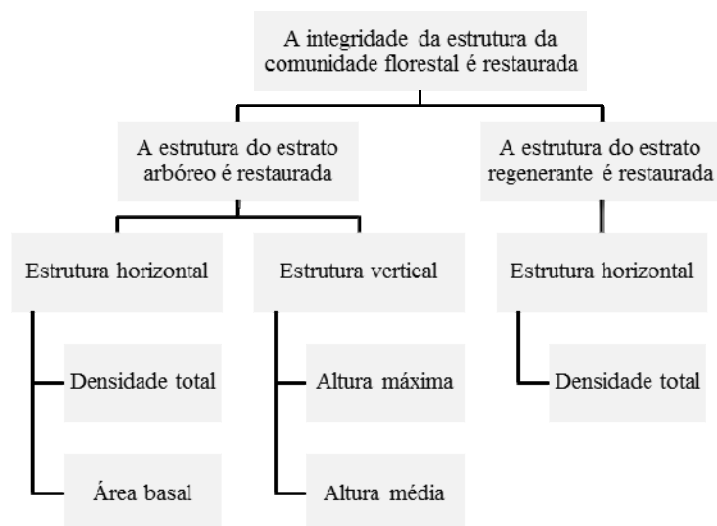 A integridade da estrutura da
comunidade florestal é restaurada
A estrutura do estrato
arbóreo é restaurada
A estrutura do estrato
regenerante é restaurada
Estrutura horizontal
Estrutura vertical
Estrutura horizontal
Densidade total
Altura máxima
Densidade total
Área basal
Altura média